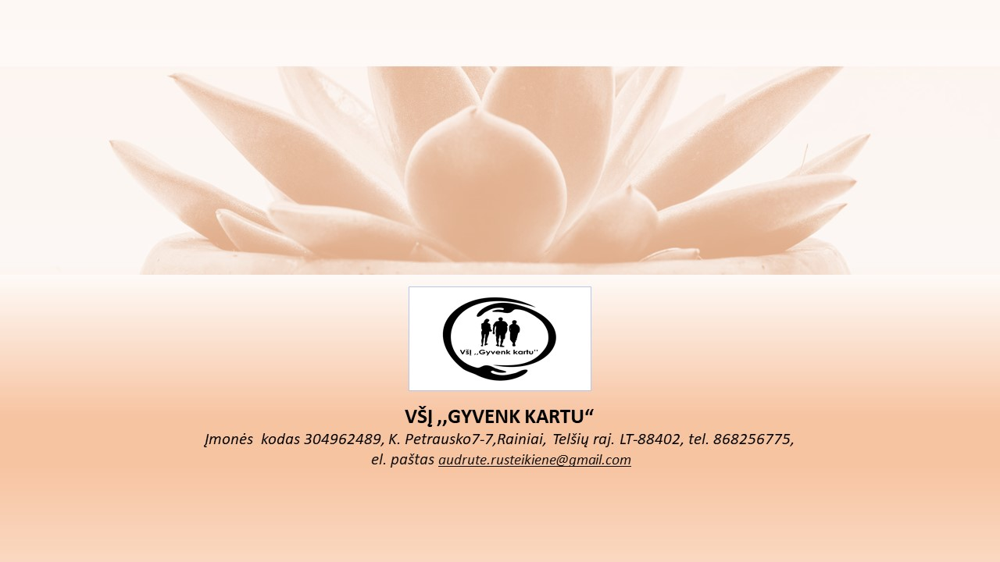 VšĮ ,,Gyvenk kartu''
VŠĮ ,,GYVENK KARTU“
Įmonės kodas 304962489, K. Petrausko7-7,Rainiai, Telšių raj. LT-88402, tel. 868256775,
el. paštas audrute.rusteikiene@gmail.com